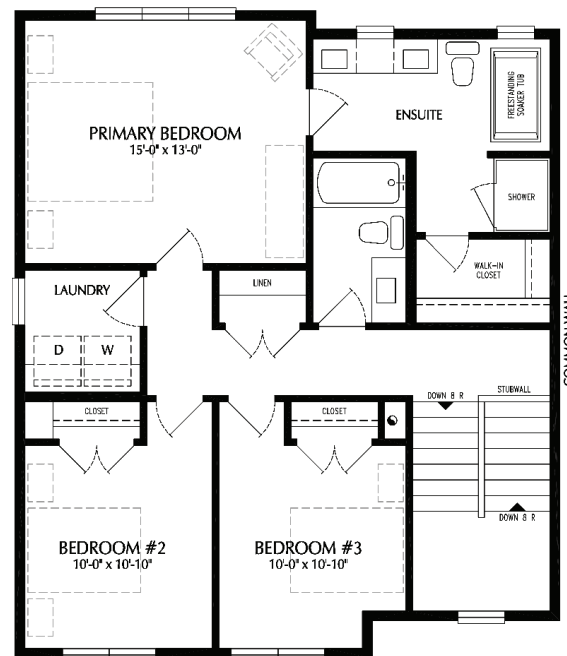 PRIMARY BEDROOM
15'-0" x 13'-0"
ENSUITE
FREESTANDING
SOAKER TUB
SHOWER
WALK-IN
CLOSET
LAUNDRY
LINEN
D
W
CLOSET
CLOSET
DOWN 8 R
STUBWALL
DOWN 8 R
BEDROOM #2
10'-0" x 10'-10"
BEDROOM #3
10'-0" x 10'-10"